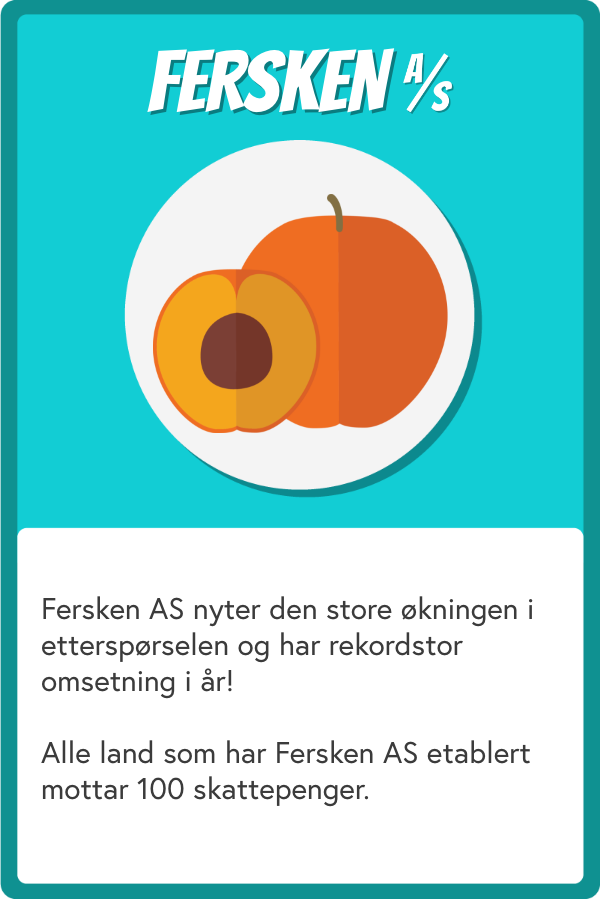 FERSKEN A/S
Fersken AS nyter den store økningen i
etterspørselen og har rekordstor
omsetning i år!
Alle land som har Fersken AS etablert
mottar 100 skattepenger.